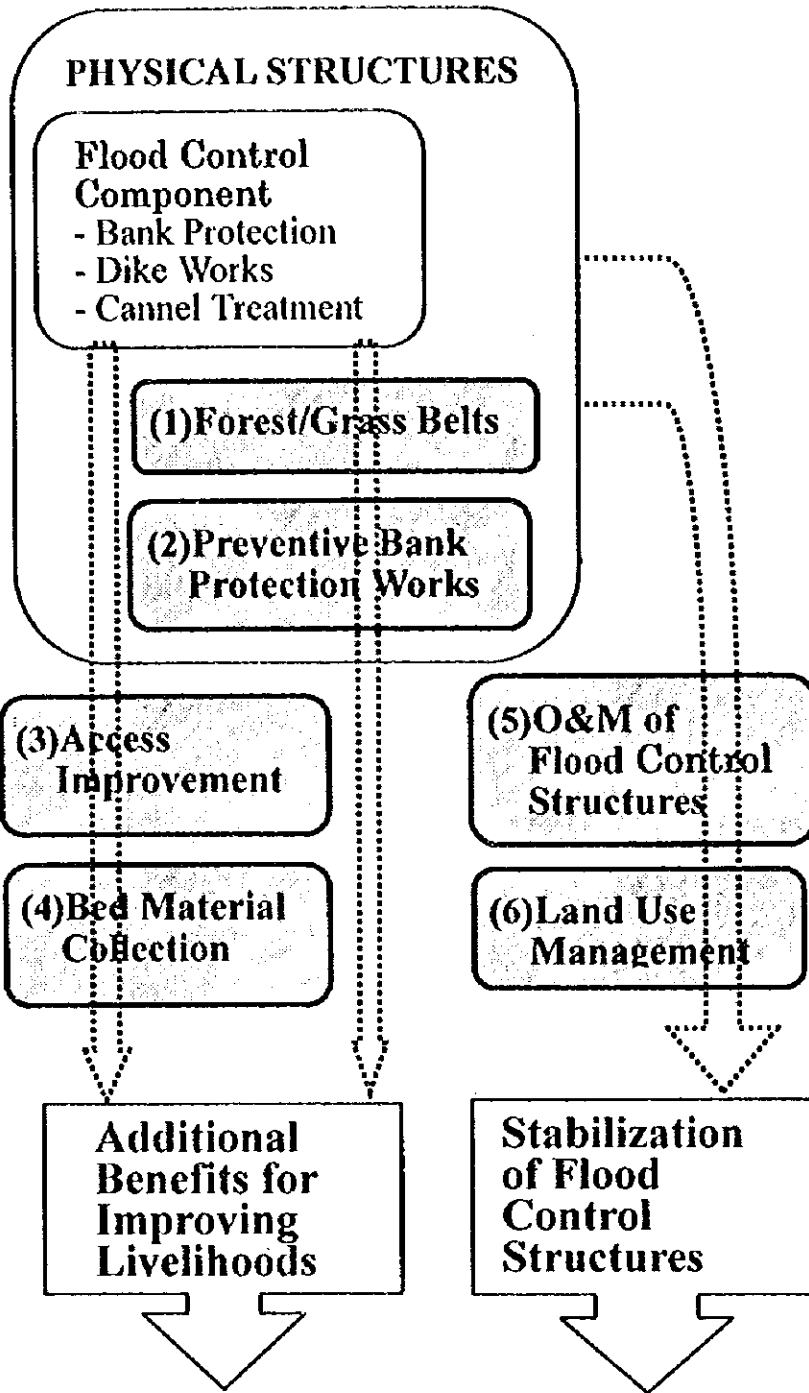 PHYSICAL STRUCTURES
Flood Control
Component
- Bank Protection
- Dike Works
- Cannel Treatment
(1)Forest/Grass Belts
(2)Preventive Bank
Protection Works
(3)Access
Improvement
(4)Bed Material
Collection
(5)O&M of
Flood Control
Structures
(6)Land Use
Management
Additional
Benefits for
Improving
Livelihoods
Stabilization
of Flood
Control
Structures